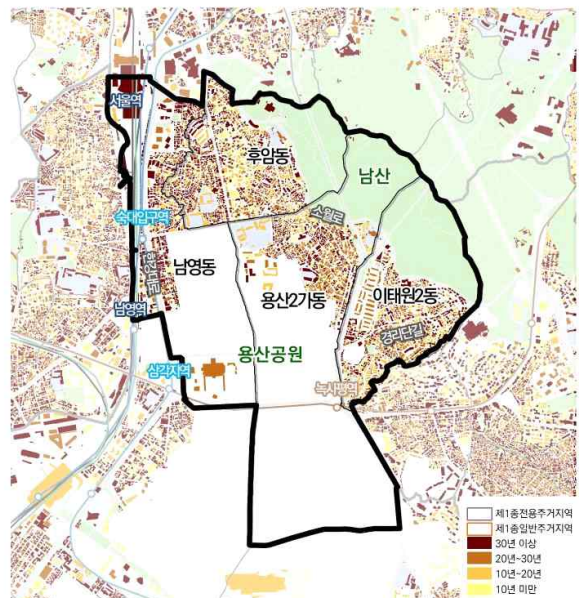 서울역
후암동
남산
소월로
숙대입구역
한강대로
남영동
용산2가동
이태원2동
남영역
경리단길
용산공원
삼각지역
녹사평역
제1종전용주거지역
제1종일반주거지역
30년 이상
20년~30년
10년~20년
10년 미만